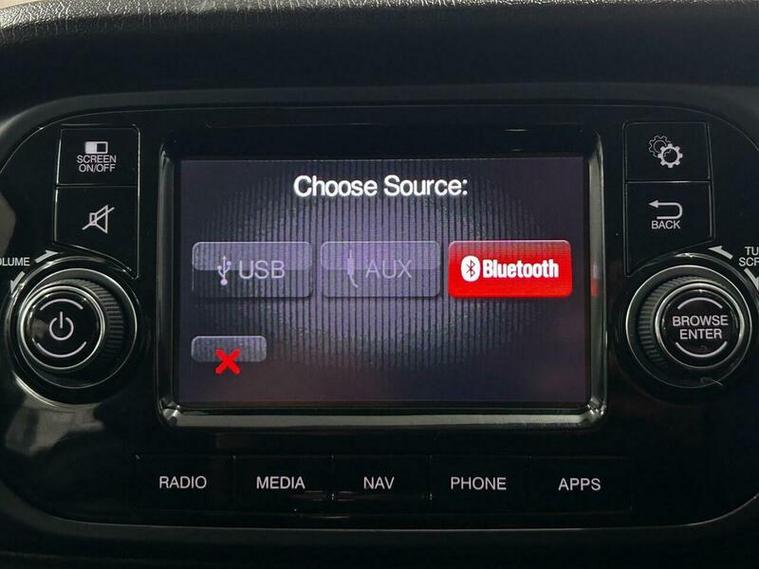 SCREEN
ON/OFF
Choose Source:
BACK
USB
AUX
Bluetooth
BROWSE
ENTER
RADIO
MEDIA
NAV
PHONE
APPS